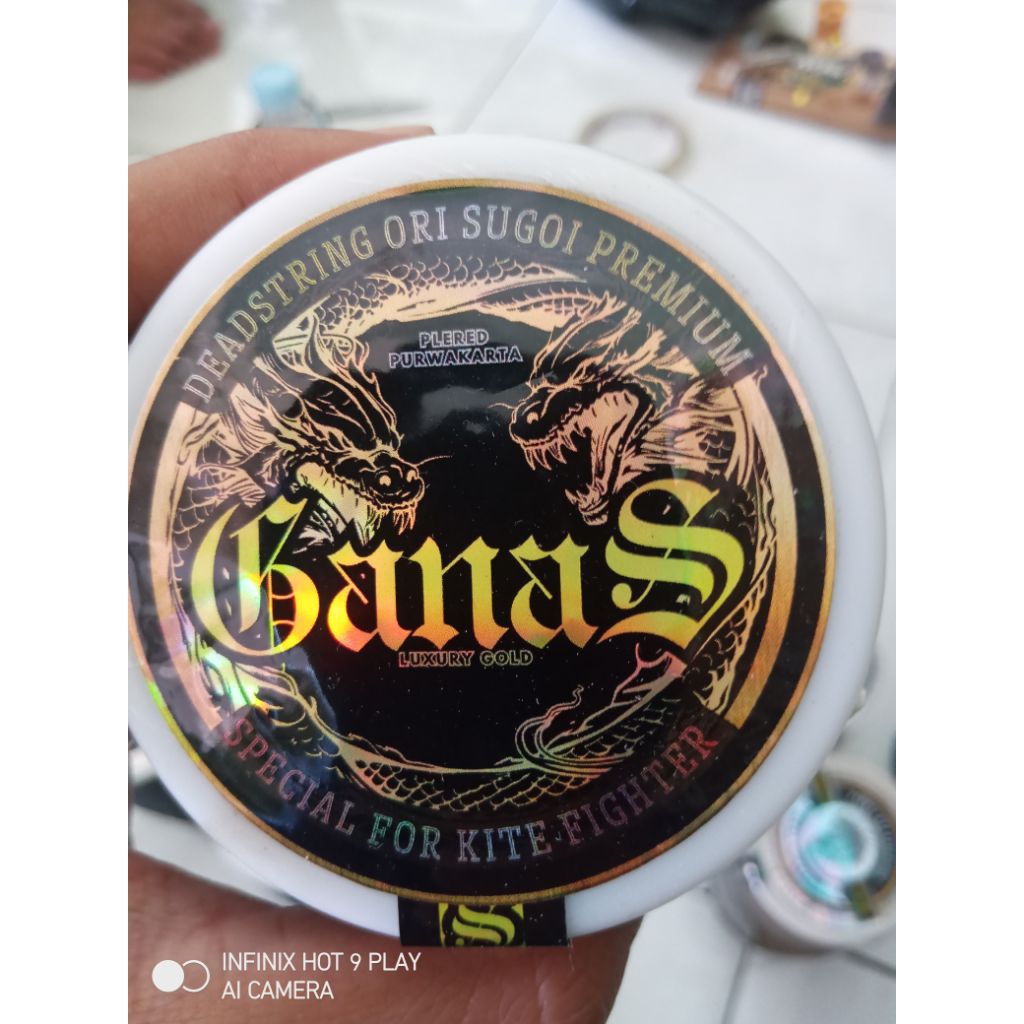 DEADSTRING ORI SUGOI PREMIUM
PLERED
PURWAKARTA
GanaS
LUXURY GOLD
SPECIAL FOR KITE FIGHTER
S
INFINIX HOT 9 PLAY
AI CAMERA